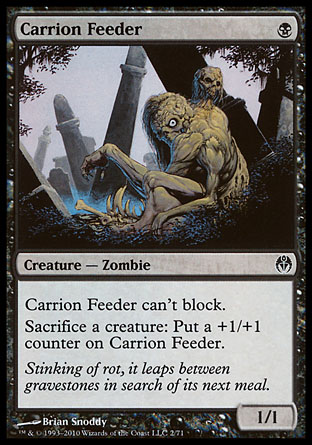 Carrion Feeder
Creature — Zombie
Carrion Feeder can't block.
Sacrifice a creature: Put a +1/+1
counter on Carrion Feeder.
Stinking of rot, it leaps between
gravestones in search of its next meal.
Brian Snoddy
™ & © 1993–2010 Wizards of the Coast LLC 2/71
1/1